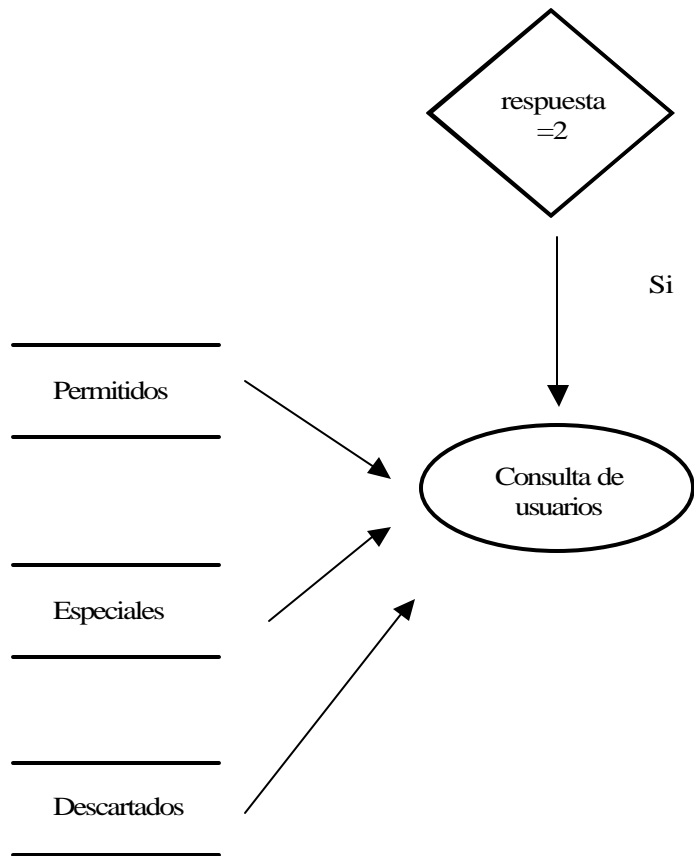 respuesta
=2
Si
Permitidos
Consulta de
usuarios
Especiales
Descartados